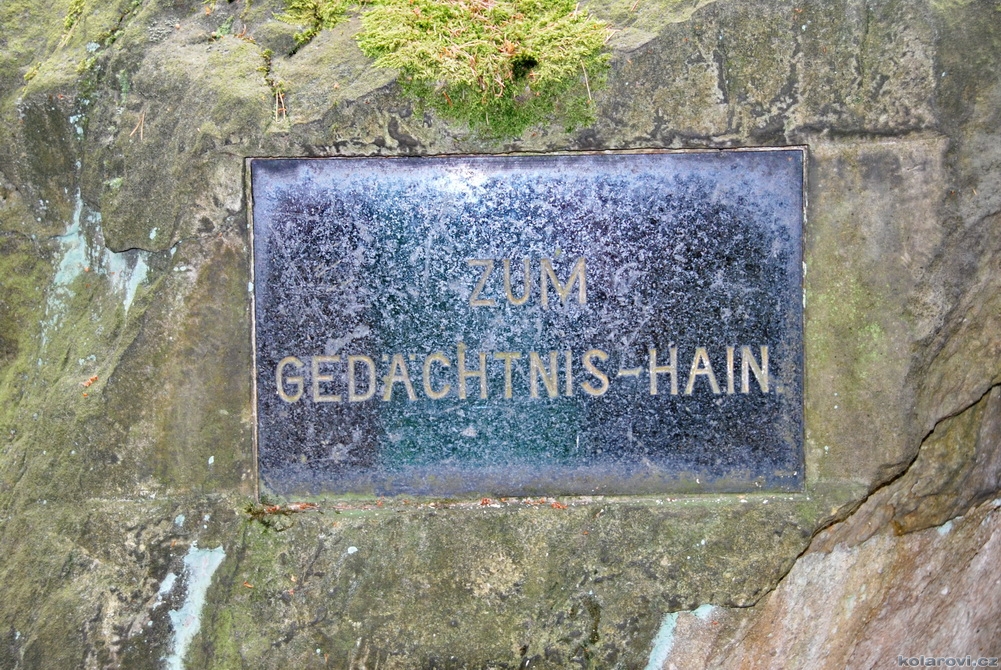 ZUM
GEDÄCHTNIS-HAIN
kolarovi.cz